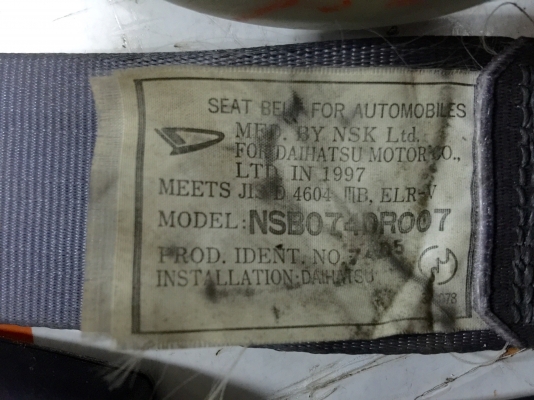 SEAT BELT FOR AUTOMOBILES
MFD. BY NSK Ltd.
FOR DAIHATSU MOTOR CO.,
LTD. IN 1997
MEETS JIS D 4604 ⅢB, ELR-V
MODEL: NSB074DR007
PROD. IDENT. NO.
INSTALLATION: DAIHATSU